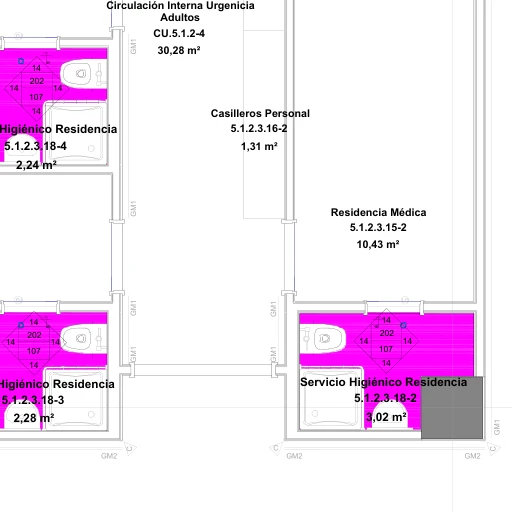 Circulación Interna Urgenicia
Adultos
CU.5.1.2-4
30,28 m²
GM1
14
202
14
14
107
14
Higiénico Residencia
5.1.2.3.18-4
2,24 m²
Casilleros Personal
5.1.2.3.16-2
1,31 m²
GM1
Residencia Médica
5.1.2.3.15-2
10,43 m²
GM1
GM1
14
202
14
14
107
14
14
202
14
14
107
14
GM1
GM1
Higiénico Residencia
5.1.2.3.18-3
2,28 m²
Servicio Higiénico Residencia
5.1.2.3.18-2
3,02 m²
GM1
GM2
GM2
GM2